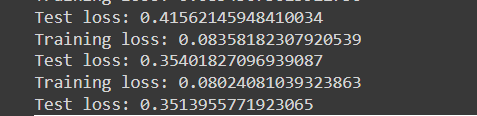 Test loss: 0.41562145948410034
Training loss: 0.08358182307920539
Test loss: 0.35401827096939087
Training loss: 0.08024081039323863
Test loss: 0.3513955771923065